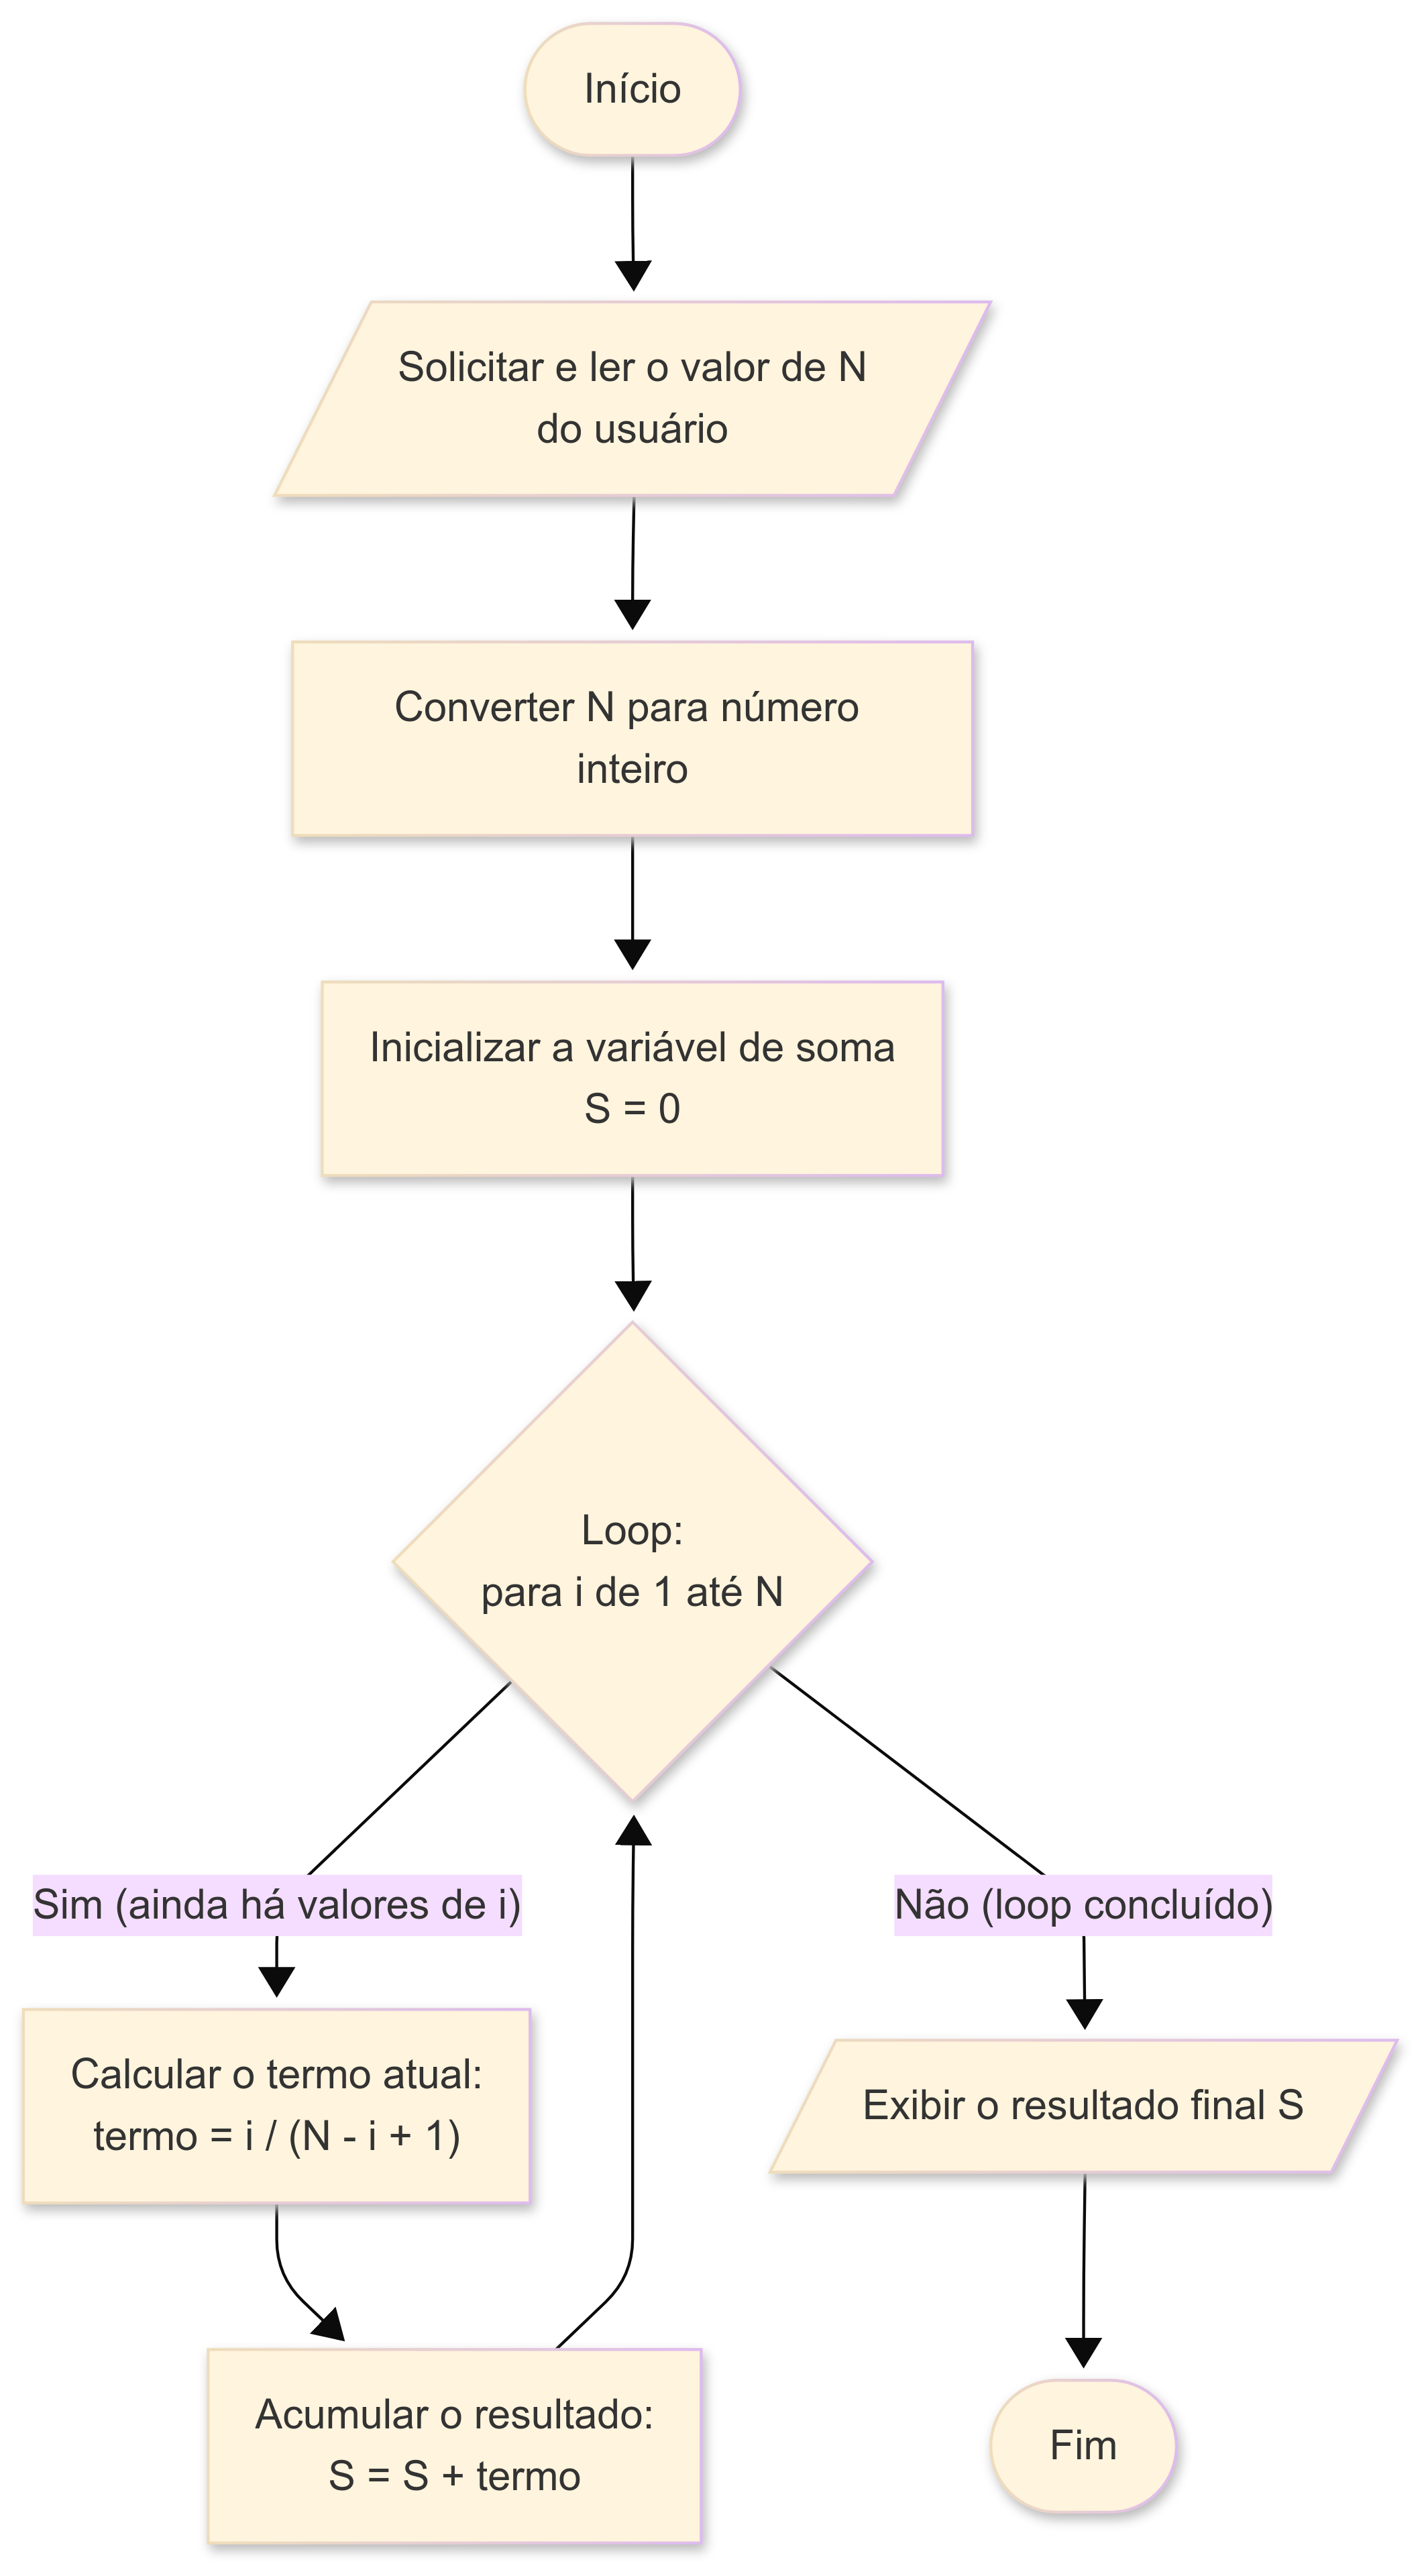 Início
Solicitar e ler o valor de N
do usuário
Converter N para número
inteiro
Inicializar a variável de soma
S = 0
Loop:
para i de 1 até N
Sim (ainda há valores de i)
Não (loop concluído)
Calcular o termo atual:
termo = i / (N - i + 1)
Exibir o resultado final S
Acumular o resultado:
S = S + termo
Fim